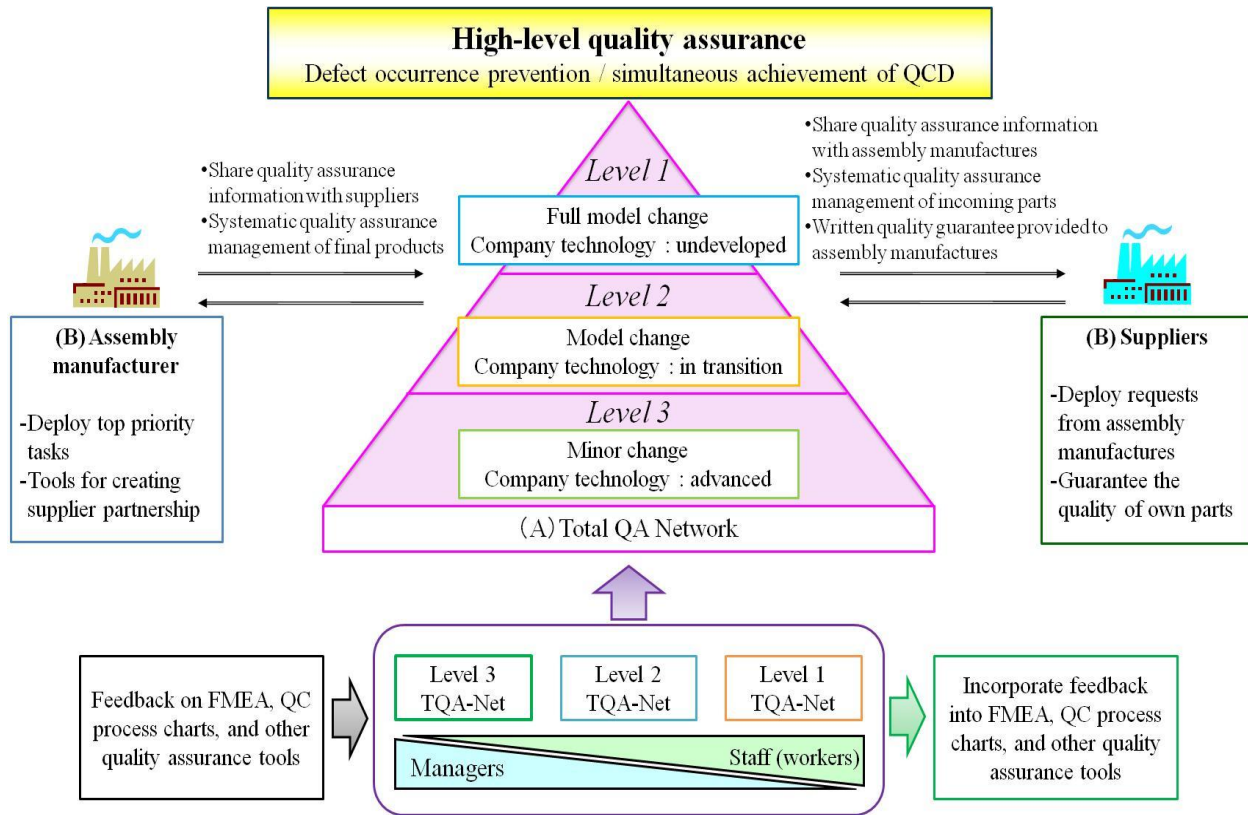 High-level quality assurance
Defect occurrence prevention / simultaneous achievement of QCD
•Share quality assurance
information with suppliers
•Systematic quality assurance
management of final products
•Share quality assurance information
with assembly manufactures
•Systematic quality assurance
management of incoming parts
•Written quality guarantee provided to
assembly manufactures
Level 1
Full model change
Company technology : undeveloped
Level 2
Model change
Company technology : in transition
Level 3
Minor change
Company technology : advanced
(A) Total QA Network
(B) Assembly
manufacturer
-Deploy top priority
tasks
-Tools for creating
supplier partnership
(B) Suppliers
-Deploy requests
from assembly
manufactures
-Guarantee the
quality of own parts
Feedback on FMEA, QC
process charts, and other
quality assurance tools
Level 3
TQA-Net
Level 2
TQA-Net
Level 1
TQA-Net
Managers
Staff (workers)
Incorporate feedback
into FMEA, QC process
charts, and other quality
assurance tools